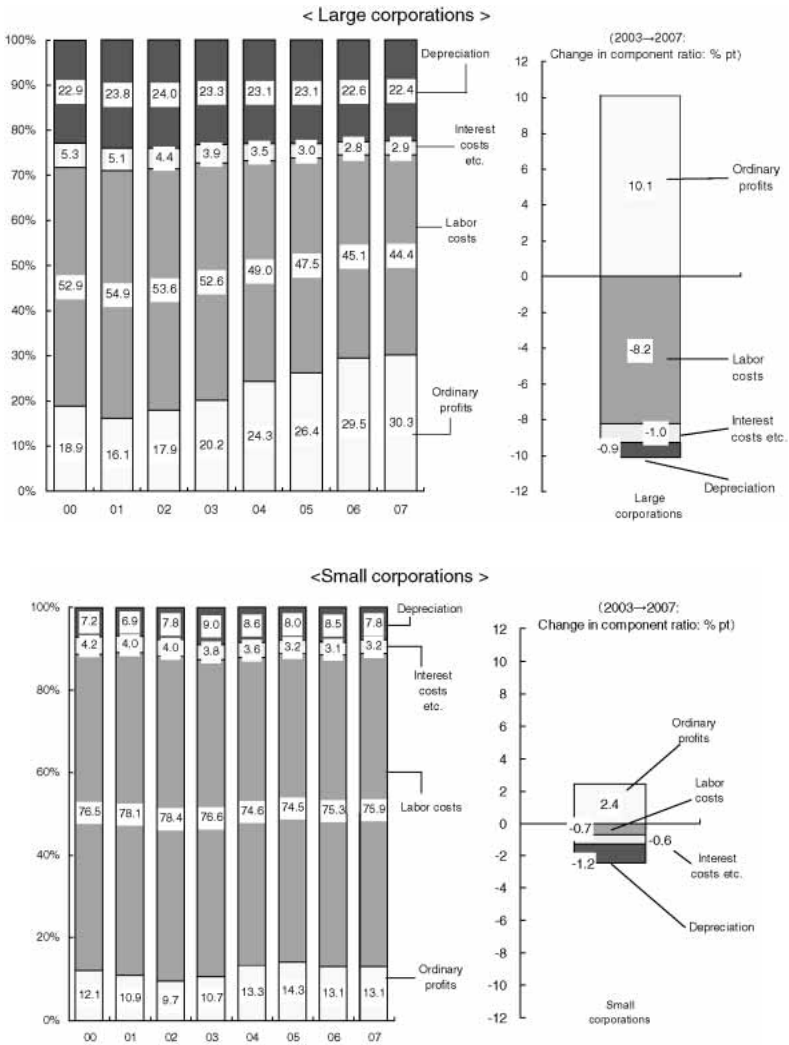 < Large corporations >
100%
90%
80%
70%
60%
50%
40%
30%
20%
10%
0%
22.9 23.8 24.0 23.3 23.1 23.1 22.6 22.4
5.3 5.1 4.4 3.9 3.5 3.0 2.8 2.9
52.9 54.9 53.6 52.6 49.0 47.5 45.1 44.4
18.9 16.1 17.9 20.2 24.3 26.4 29.5 30.3
00 01 02 03 04 05 06 07
Depreciation
Interest
costs
etc.
Labor
costs
Ordinary
profits
(2003→2007:
Change in component ratio: % pt)
12
10
8
6
4
2
0
-2
-4
-6
-8
-10
-12
10.1
-8.2
-1.0
-0.9
Ordinary
profits
Labor
costs
Interest
costs etc.
Depreciation
Large
corporations
<Small corporations >
100%
80%
60%
40%
20%
0%
7.2 6.9 7.8 9.0 8.6 8.0 8.5 7.8
4.2 4.0 4.0 3.8 3.6 3.2 3.1 3.2
76.5 78.1 78.4 76.6 74.6 74.5 75.3 75.9
12.1 10.9 9.7 10.7 13.3 14.3 13.1 13.1
00 01 02 03 04 05 06 07
Depreciation
Interest
costs
etc.
Labor costs
Ordinary
profits
(2003→2007:
Change in component ratio: % pt)
12
10
8
6
4
2
0
-2
-4
-6
-8
-10
-12
2.4
-0.7
-0.6
-1.2
Ordinary
profits
Labor
costs
Interest
costs etc.
Depreciation
Small
corporations